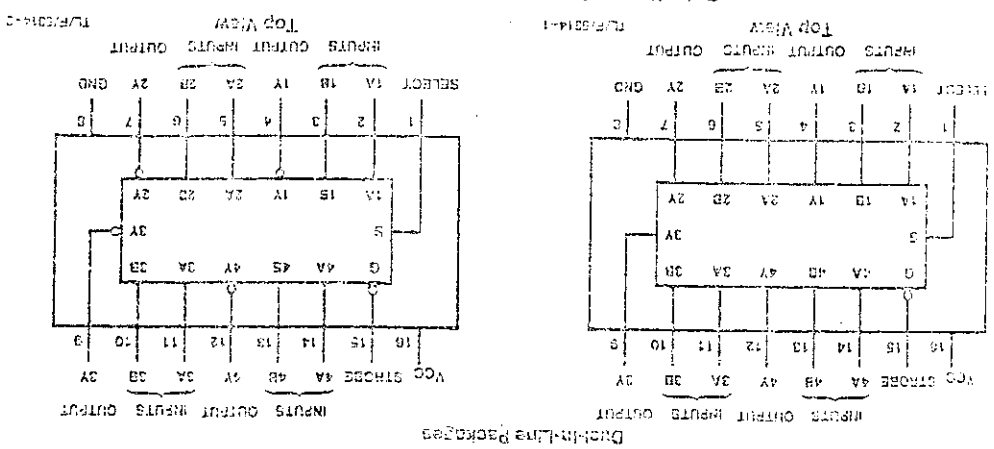 Dual-In-Line Packages
INPUTS OUTPUT INPUTS OUTPUT
VCC STROBE 4A 4B 4Y 3A 3B 3Y
16 15 14 13 12 11 10 9
G 4A 4B 4Y 3A 3B
S 3Y
1A 1B 1Y 2A 2B 2Y
1 2 3 4 5 6 7 8
1A 1B 1Y 2A 2B 2Y GND
INPUTS OUTPUT INPUTS OUTPUT
Top View
INPUTS OUTPUT INPUTS OUTPUT
VCC STROBE 4A 4B 4Y 3A 3B 3Y
16 15 14 13 12 11 10 9
G 4A 4B 4Y 3A 3B
S 3Y
1A 1B 1Y 2A 2B 2Y
1 2 3 4 5 6 7 8
SELECT 1A 1B 1Y 2A 2B 2Y GND
INPUTS OUTPUT INPUTS OUTPUT
Top View